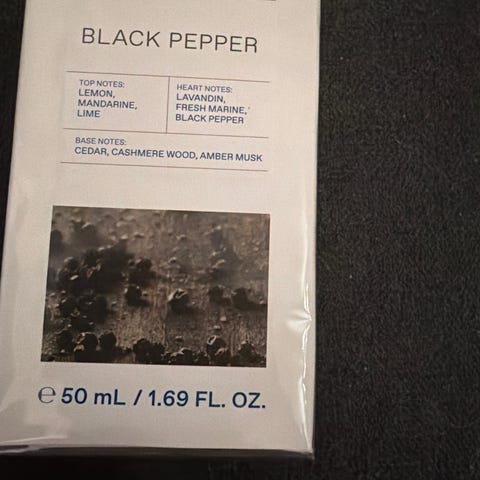 BLACK PEPPER
TOP NOTES:
LEMON,
MANDARINE,
LIME
HEART NOTES:
LAVANDIN,
FRESH MARINE,
BLACK PEPPER
BASE NOTES:
CEDAR, CASHMERE WOOD, AMBER MUSK
℮ 50 mL / 1.69 FL. OZ.